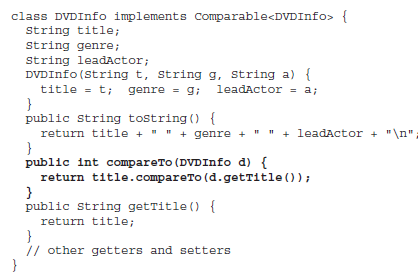 class DVDInfo implements Comparable<DVDInfo> {
  String title;
  String genre;
  String leadActor;
  DVDInfo(String t, String g, String a) {
    title = t;  genre = g;  leadActor = a;
  }
  public String toString() {
    return title + " " + genre + " " + leadActor + "\n";
  }
  public int compareTo(DVDInfo d) {
    return title.compareTo(d.getTitle());
  }
  public String getTitle() {
    return title;
  }
  // other getters and setters
}